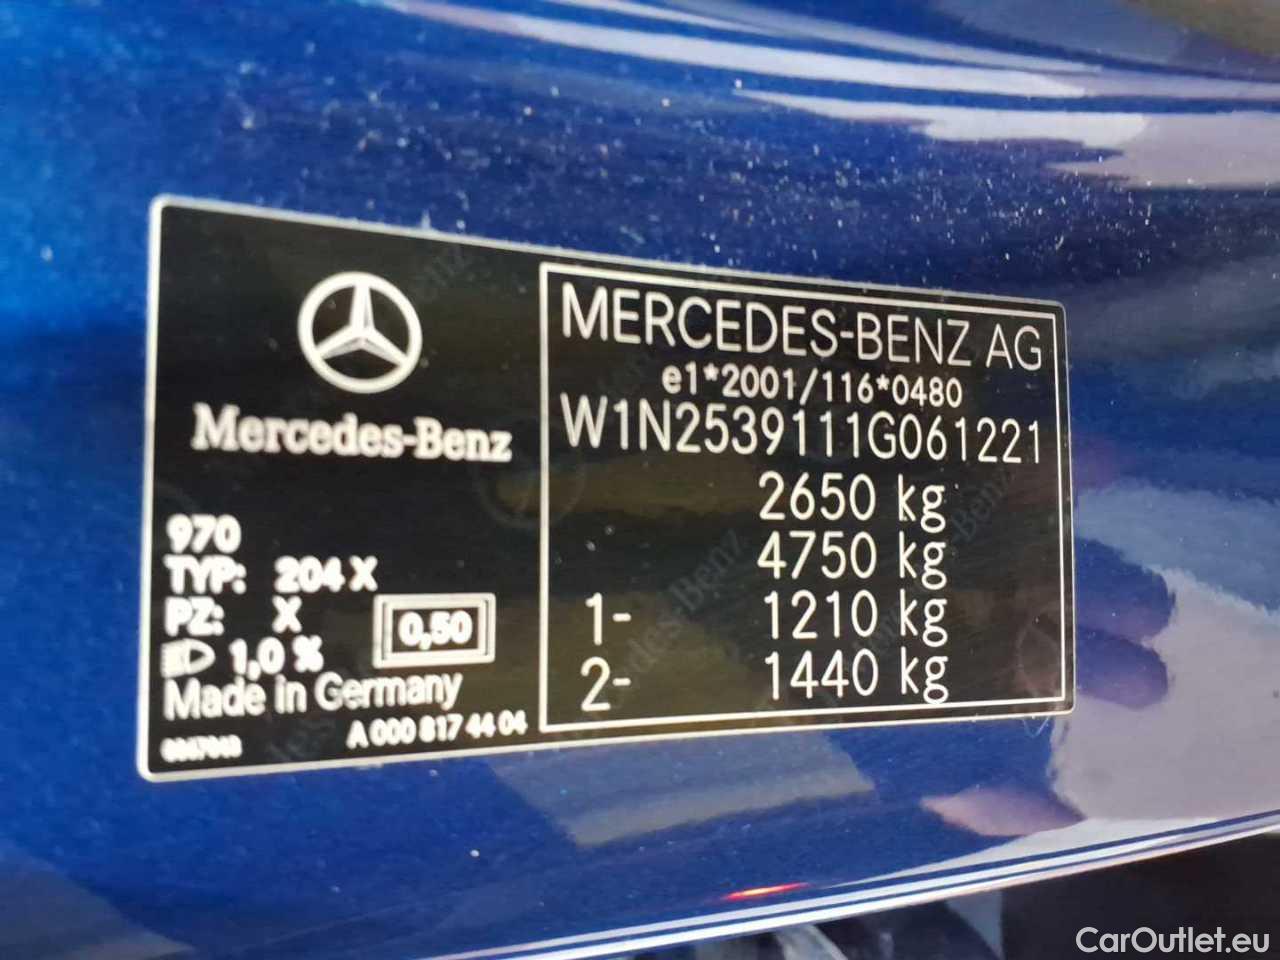 Mercedes-Benz
970
TYP: 204 X
PZ: X
1,0 %
0,50
Made in Germany
A 000 817 44 04
MERCEDES-BENZ AG
e1*2001/116*0480
W1N2539111G061221
2650 kg
4750 kg
1- 1210 kg
2- 1440 kg
CarOutlet.eu